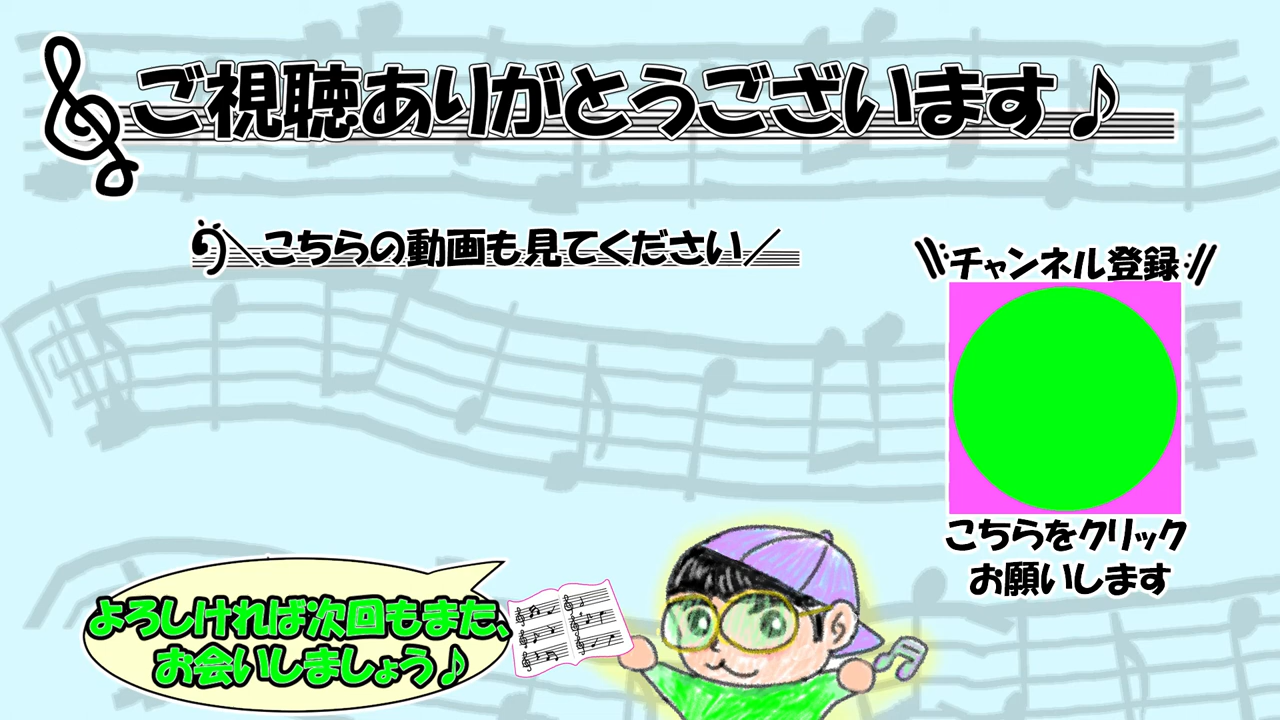 ご視聴ありがとうございます♪
＼こちらの動画も見てください／
チャンネル登録
こちらをクリック
お願いします
よろしければ次回もまた、
お会いしましょう♪